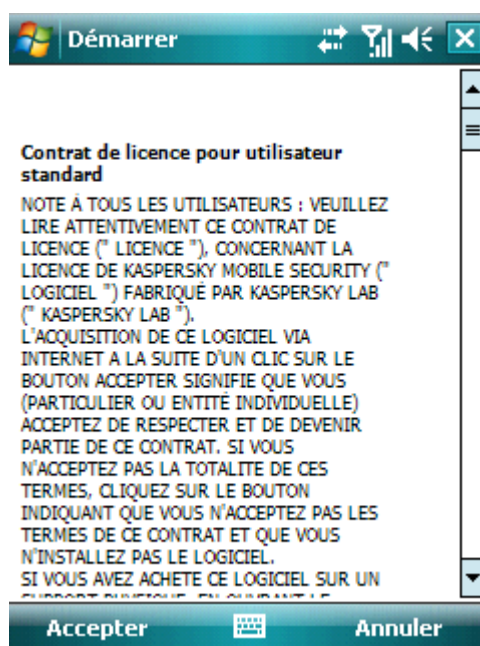 Démarrer
Contrat de licence pour utilisateur
standard
NOTE À TOUS LES UTILISATEURS : VEUILLEZ
LIRE ATTENTIVEMENT CE CONTRAT DE
LICENCE (" LICENCE "), CONCERNANT LA
LICENCE DE KASPERSKY MOBILE SECURITY ("
LOGICIEL ") FABRIQUÉ PAR KASPERSKY LAB
(" KASPERSKY LAB ").
L'ACQUISITION DE CE LOGICIEL VIA
INTERNET A LA SUITE D'UN CLIC SUR LE
BOUTON ACCEPTER SIGNIFIE QUE VOUS
(PARTICULIER OU ENTITÉ INDIVIDUELLE)
ACCEPTEZ DE RESPECTER ET DE DEVENIR
PARTIE DE CE CONTRAT. SI VOUS
N'ACCEPTEZ PAS LA TOTALITE DE CES
TERMES, CLIQUEZ SUR LE BOUTON
INDIQUANT QUE VOUS N'ACCEPTEZ PAS LES
TERMES DE CE CONTRAT ET QUE VOUS
N'INSTALLEZ PAS LE LOGICIEL.
SI VOUS AVEZ ACHETE CE LOGICIEL SUR UN
Accepter Annuler